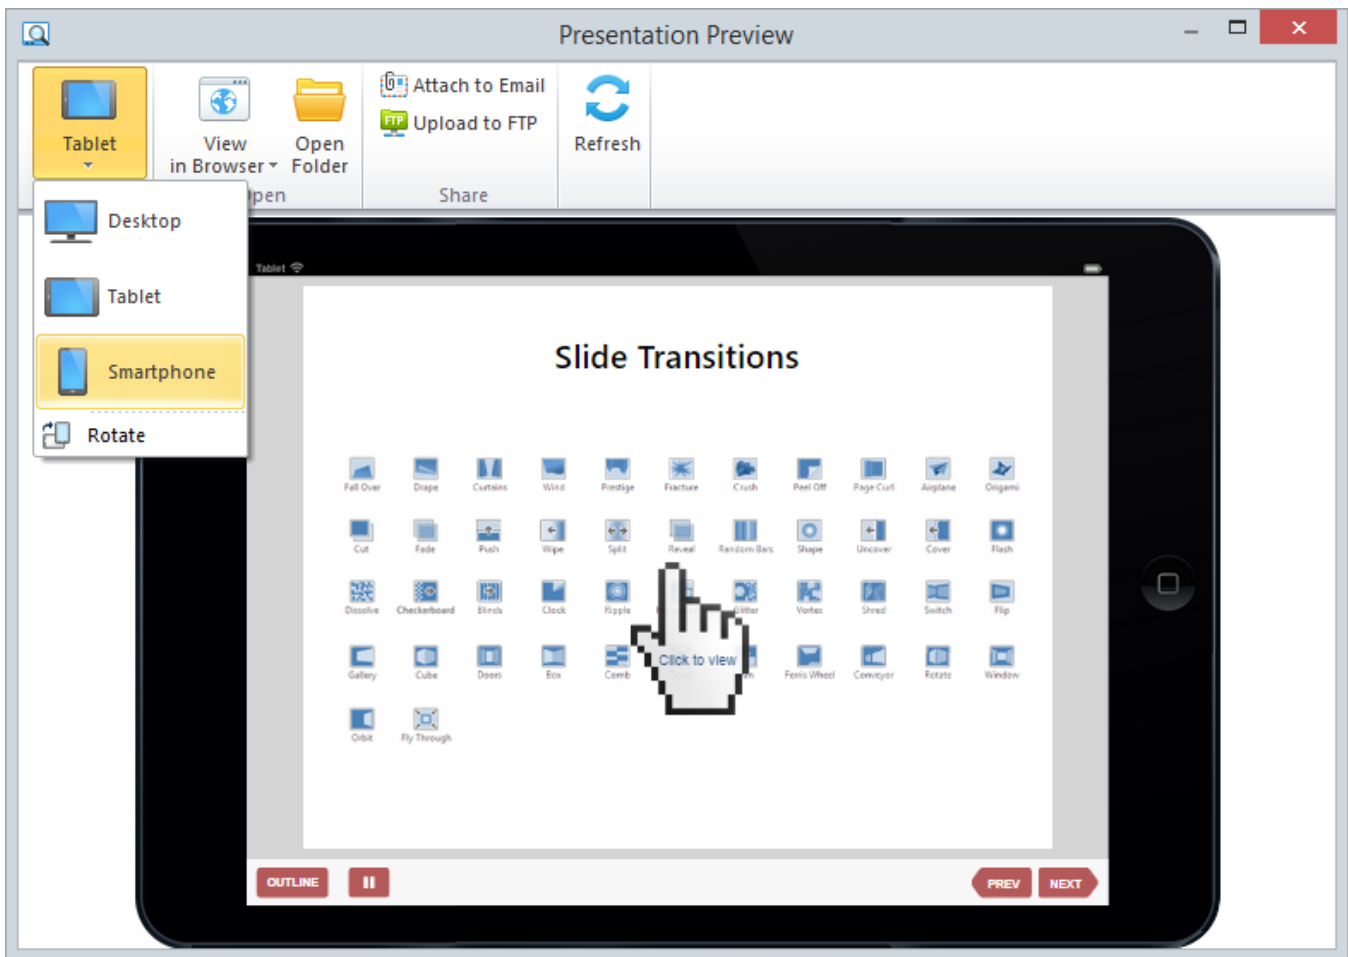 Presentation Preview
Tablet
View
in Browser
Open
Folder
Attach to Email
Upload to FTP
FTP
Refresh
pen
Share
Desktop
Tablet
Smartphone
Rotate
Tablet
Slide Transitions
Fall Over Drape Curtains Wind Prestige Fracture Crush Peel Off Page Curl Airplane Origami
Cut Fade Push Wipe Split Reveal Random Bars Shape Uncover Cover Flash
Dissolve Checkerboard Blinds Clock Ripple Glitter Vortex Shred Switch Flip
Click to view
Gallery Cube Doors Box Comb Ferris Wheel Conveyor Rotate Window
Orbit Fly Through
OUTLINE
PREV
NEXT